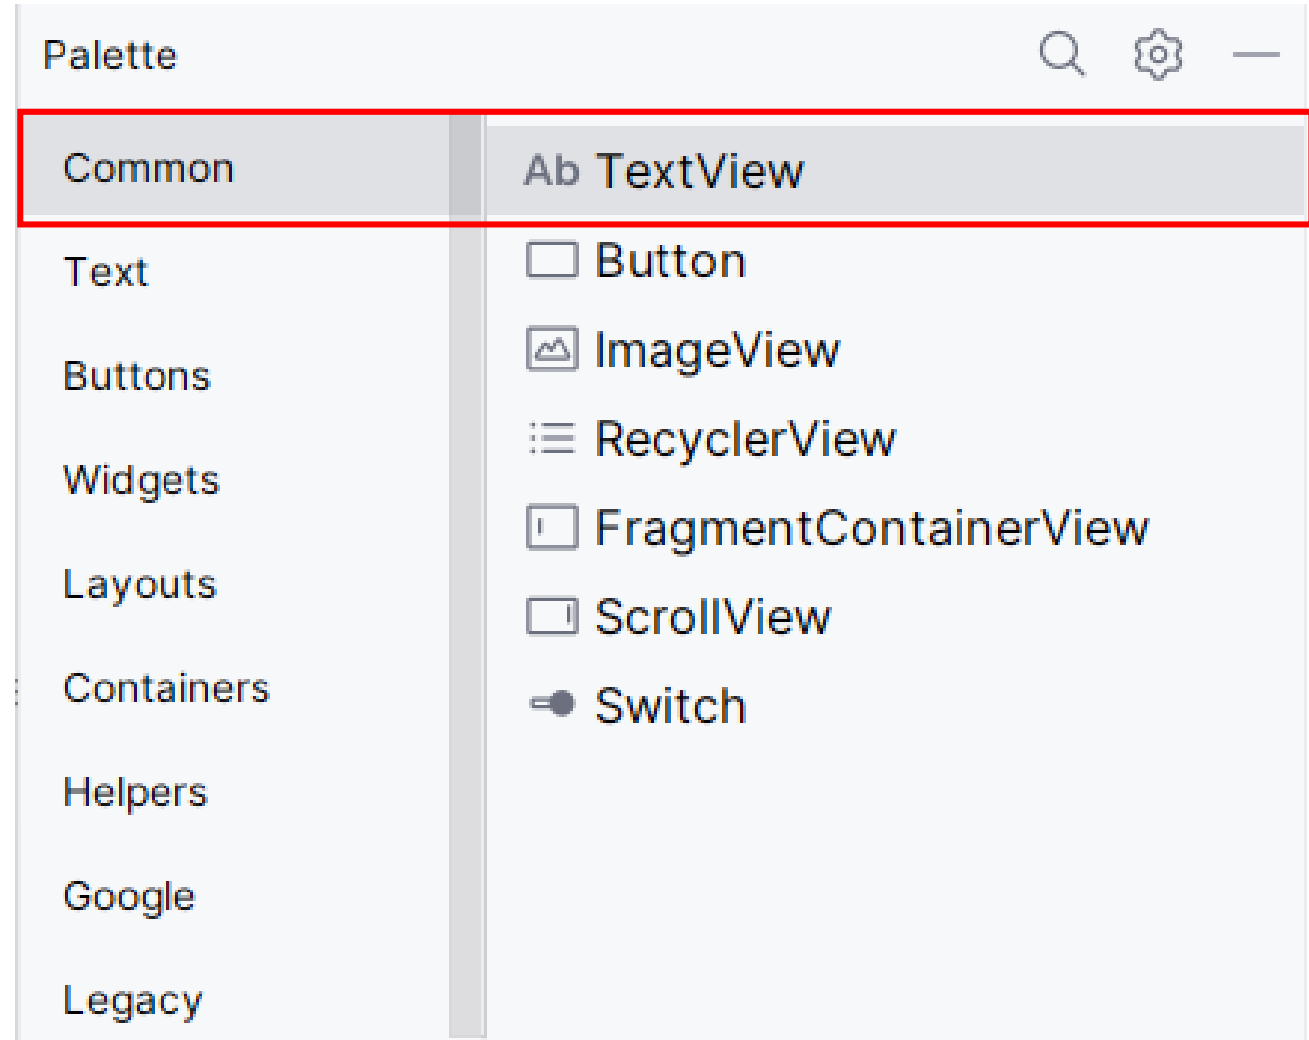 Palette
Common
Text
Buttons
Widgets
Layouts
Containers
Helpers
Google
Legacy
Ab TextView
Button
ImageView
RecyclerView
FragmentContainerView
ScrollView
Switch